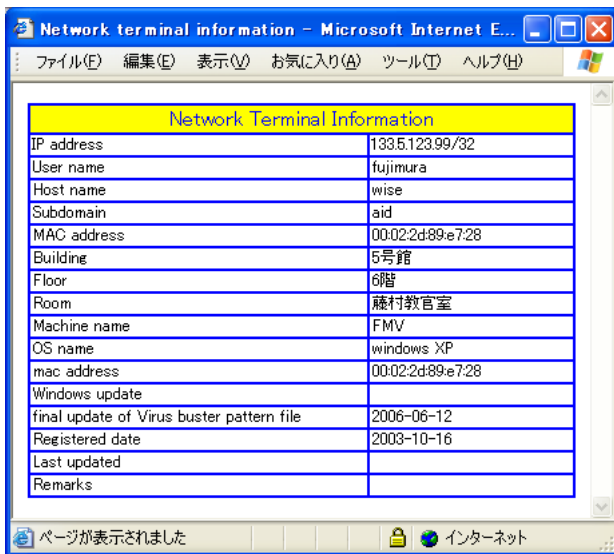 Network terminal information - Microsoft Internet E...
ファイル(F) 編集(E) 表示(V) お気に入り(A) ツール(T) ヘルプ(H)
Network Terminal Information
IP address 133.5.123.99/32
User name fujimura
Host name wise
Subdomain aid
MAC address 00:02:2d:89:e7:28
Building 5号館
Floor 6階
Room 藤村教官室
Machine name FMV
OS name windows XP
mac address 00:02:2d:89:e7:28
Windows update
final update of Virus buster pattern file 2006-06-12
Registered date 2003-10-16
Last updated
Remarks
ページが表示されました インターネット